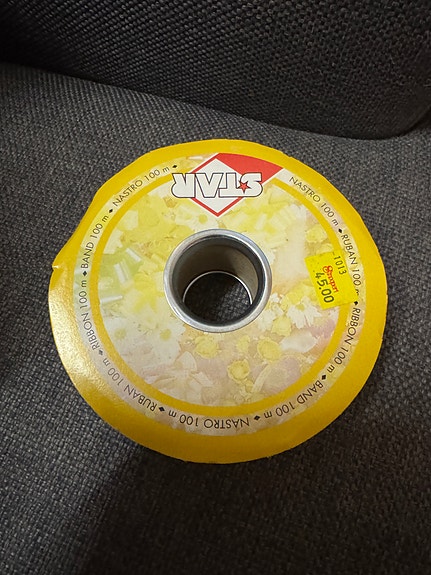 STAR
NASTRO 100 m ♦ RUBAN 100 m ♦ RIBBON 100 m ♦ BAND 100 m ♦ NASTRO 100 m ♦ RUBAN 100 m ♦ RIBBON 100 m ♦ BAND 100 m ♦ NASTRO 100 m ♦
1013
45.00